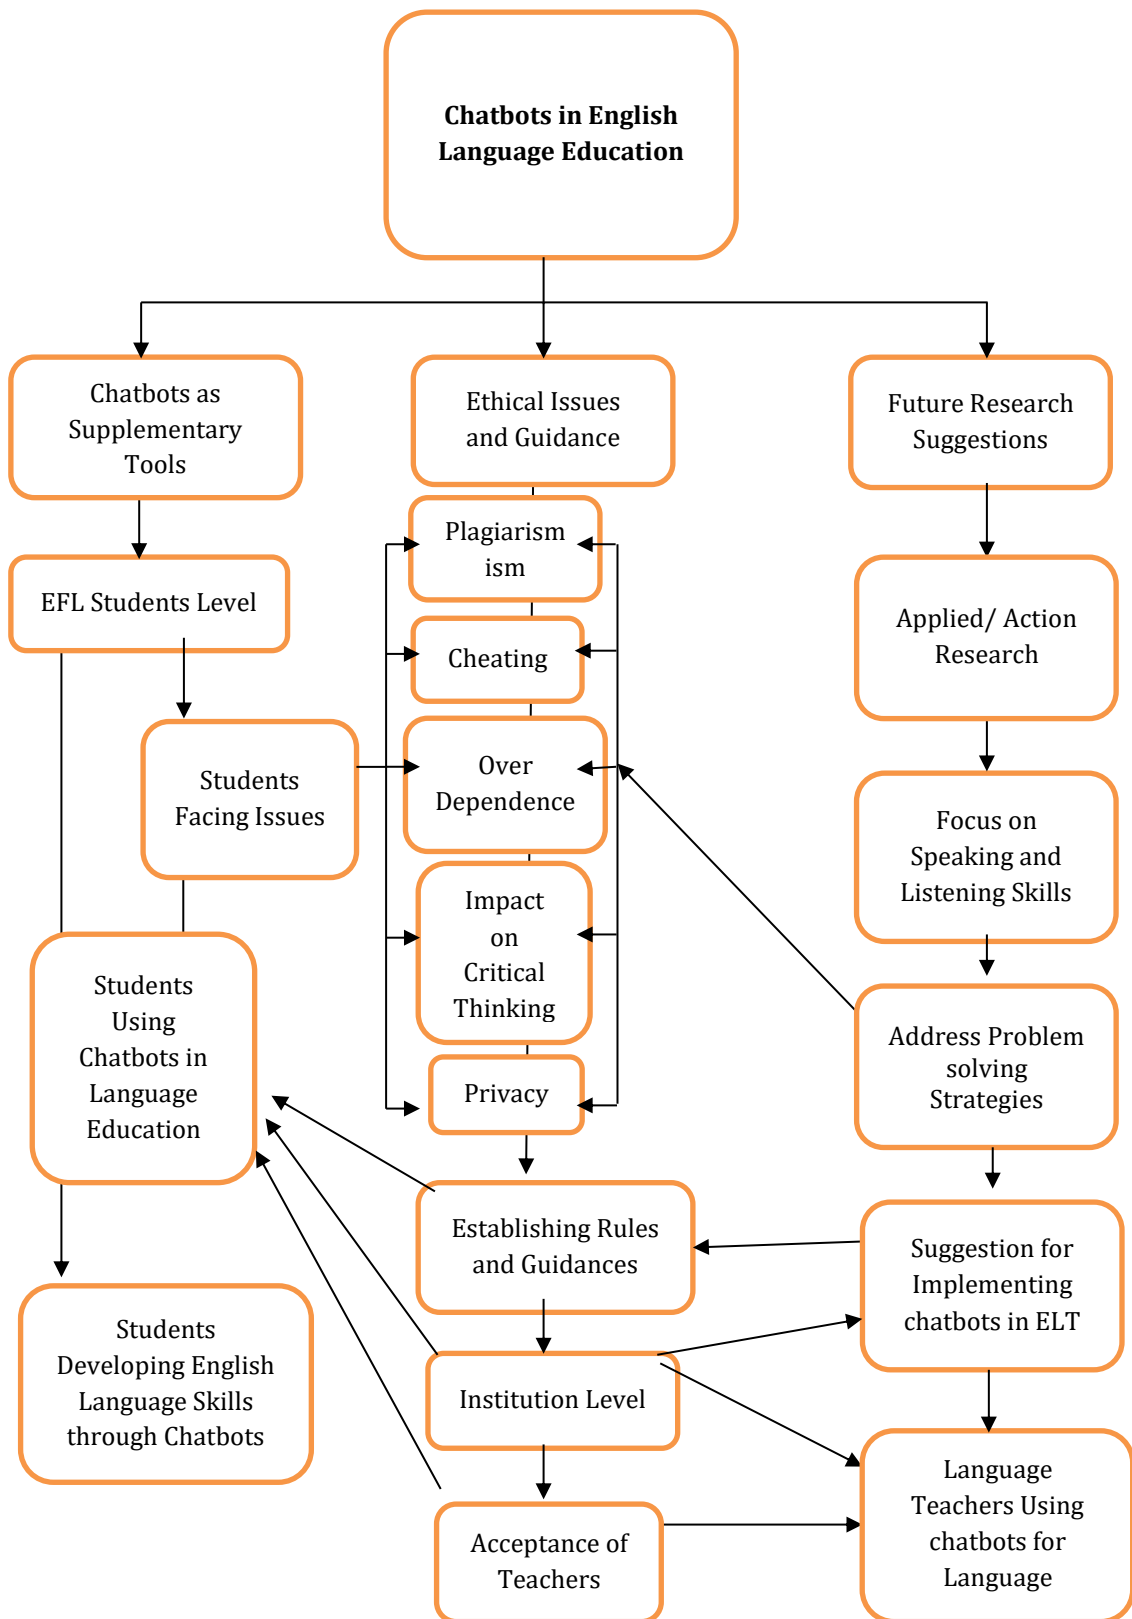 Chatbots in English
Language Education
Chatbots as
Supplementary
Tools
Ethical Issues
and Guidance
Future Research
Suggestions
EFL Students Level
Plagiarism
ism
Applied/ Action
Research
Cheating
Students
Facing Issues
Over
Dependence
Focus on
Speaking and
Listening Skills
Impact
on
Critical
Thinking
Students
Using
Chatbots in
Language
Education
Address Problem
solving
Strategies
Privacy
Establishing Rules
and Guidances
Suggestion for
Implementing
chatbots in ELT
Students
Developing English
Language Skills
through Chatbots
Institution Level
Language
Teachers Using
chatbots for
Language
Acceptance of
Teachers